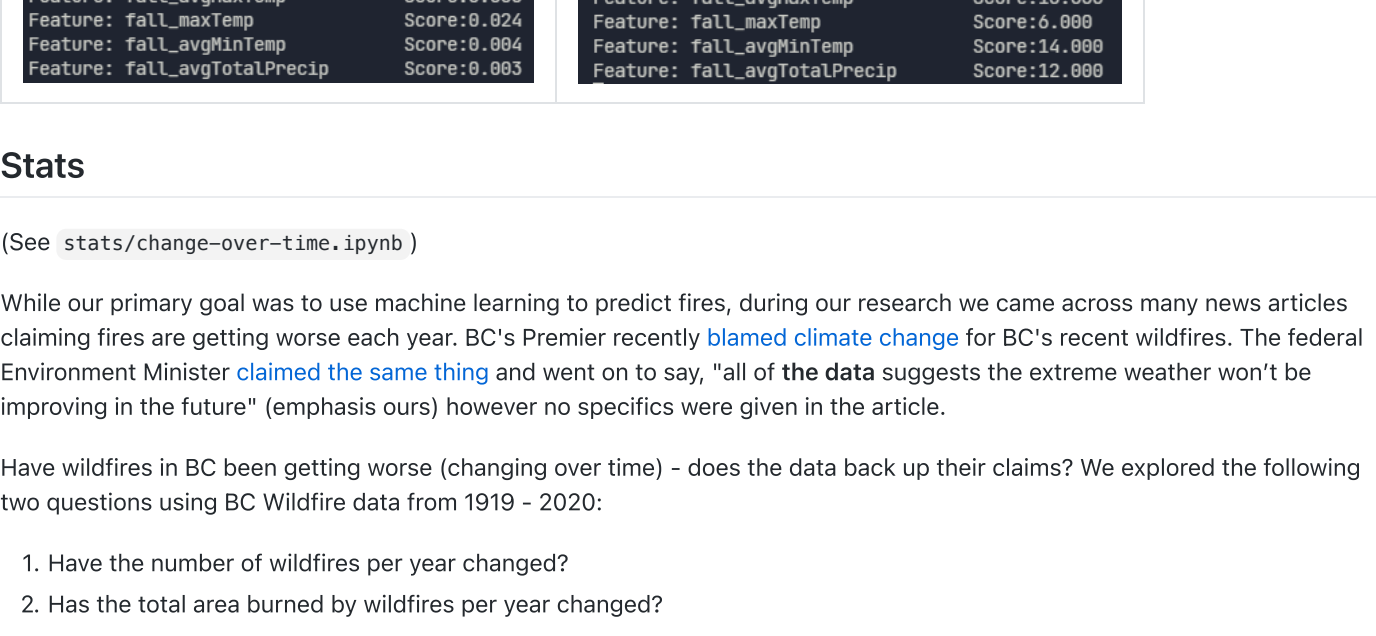 Feature: fall_maxTemp Score:0.024
Feature: fall_avgMinTemp Score:0.004
Feature: fall_avgTotalPrecip Score:0.003
Feature: fall_maxTemp Score:6.000
Feature: fall_avgMinTemp Score:14.000
Feature: fall_avgTotalPrecip Score:12.000
Stats
(See stats/change-over-time.ipynb)
While our primary goal was to use machine learning to predict fires, during our research we came across many news articles
claiming fires are getting worse each year. BC's Premier recently blamed climate change for BC's recent wildfires. The federal
Environment Minister claimed the same thing and went on to say, "all of the data suggests the extreme weather won’t be
improving in the future" (emphasis ours) however no specifics were given in the article.
Have wildfires in BC been getting worse (changing over time) - does the data back up their claims? We explored the following
two questions using BC Wildfire data from 1919 - 2020:
1. Have the number of wildfires per year changed?
2. Has the total area burned by wildfires per year changed?